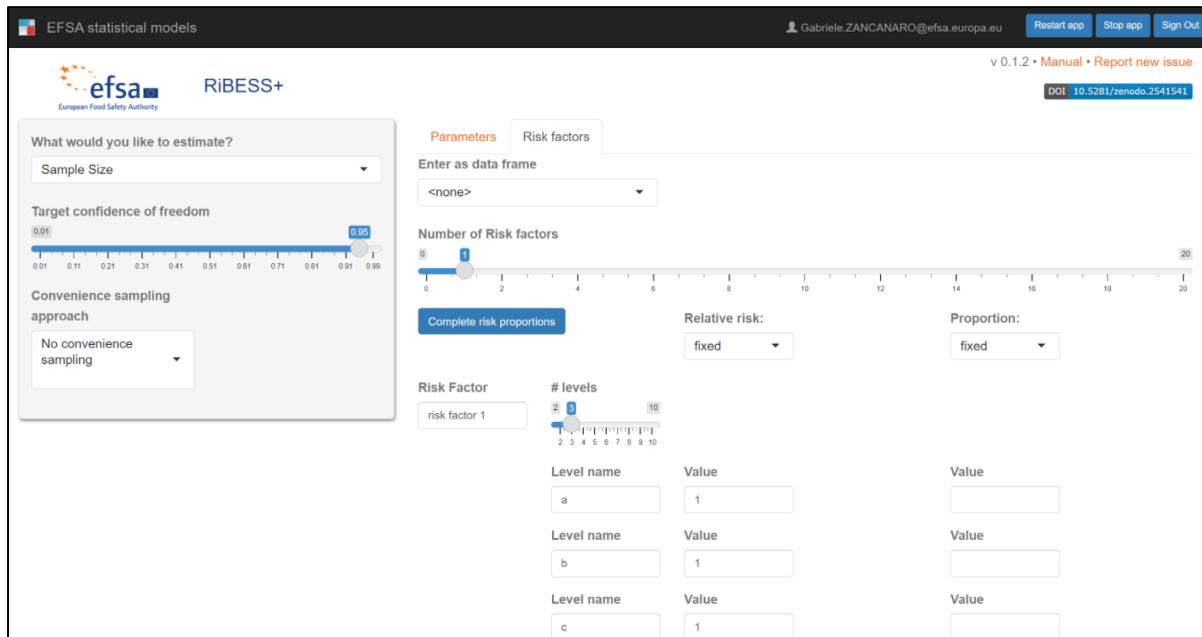 EFSA statistical models
Gabriele.ZANCANARO@efsa.europa.eu
Restart app
Stop app
Sign Out
v 0.1.2 • Manual • Report new issue
DOI 10.5281/zenodo.2541541
efsa
European Food Safety Authority
RiBESS+
What would you like to estimate?
Sample Size
Target confidence of freedom
0.01 0.95
0.01 0.11 0.21 0.31 0.41 0.51 0.61 0.71 0.81 0.91 0.99
Convenience sampling
approach
No convenience
sampling
Parameters Risk factors
Enter as data frame
<none>
Number of Risk factors
0 1 20
0 2 4 6 8 10 12 14 16 18 20
Complete risk proportions
Relative risk:
Proportion:
fixed
fixed
Risk Factor # levels
risk factor 1
2 3 10
2 3 4 5 6 7 8 9 10
Level name Value Value
a 1
Level name Value Value
b 1
Level name Value Value
c 1